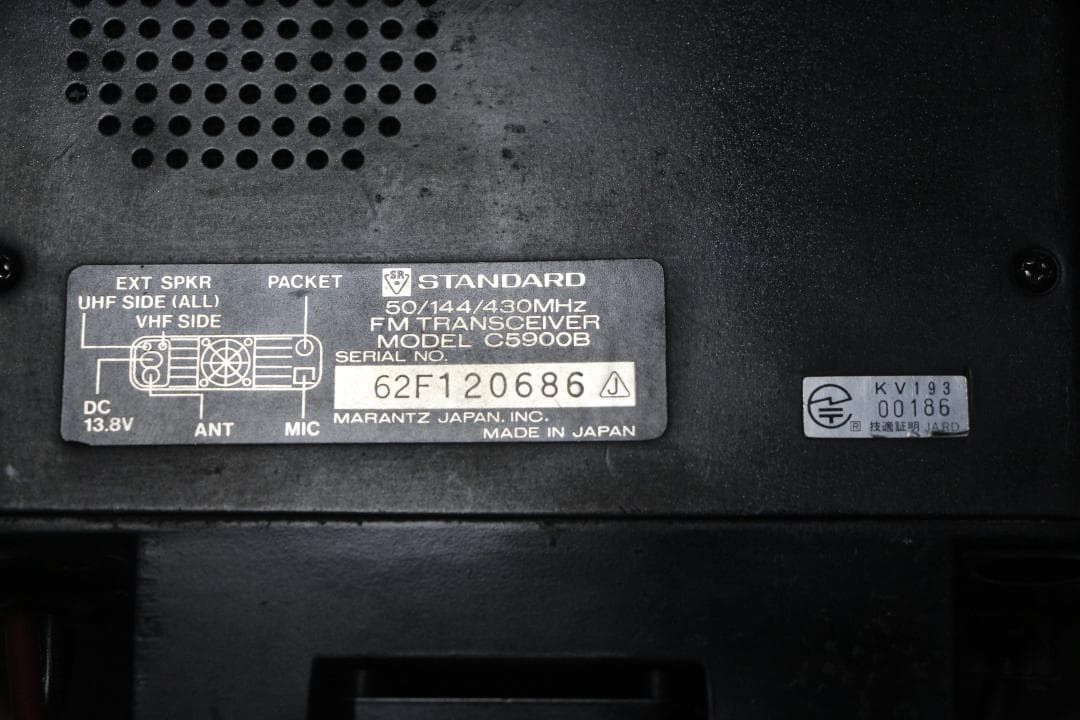 EXT SPKR
UHF SIDE (ALL)
VHF SIDE
PACKET
DC
13.8V
ANT
MIC
SR STANDARD
50/144/430MHz
FM TRANSCEIVER
MODEL C5900B
SERIAL NO.
62F120686 J
MARANTZ JAPAN, INC.
MADE IN JAPAN
KV193
00186
R 技適証明 JARD